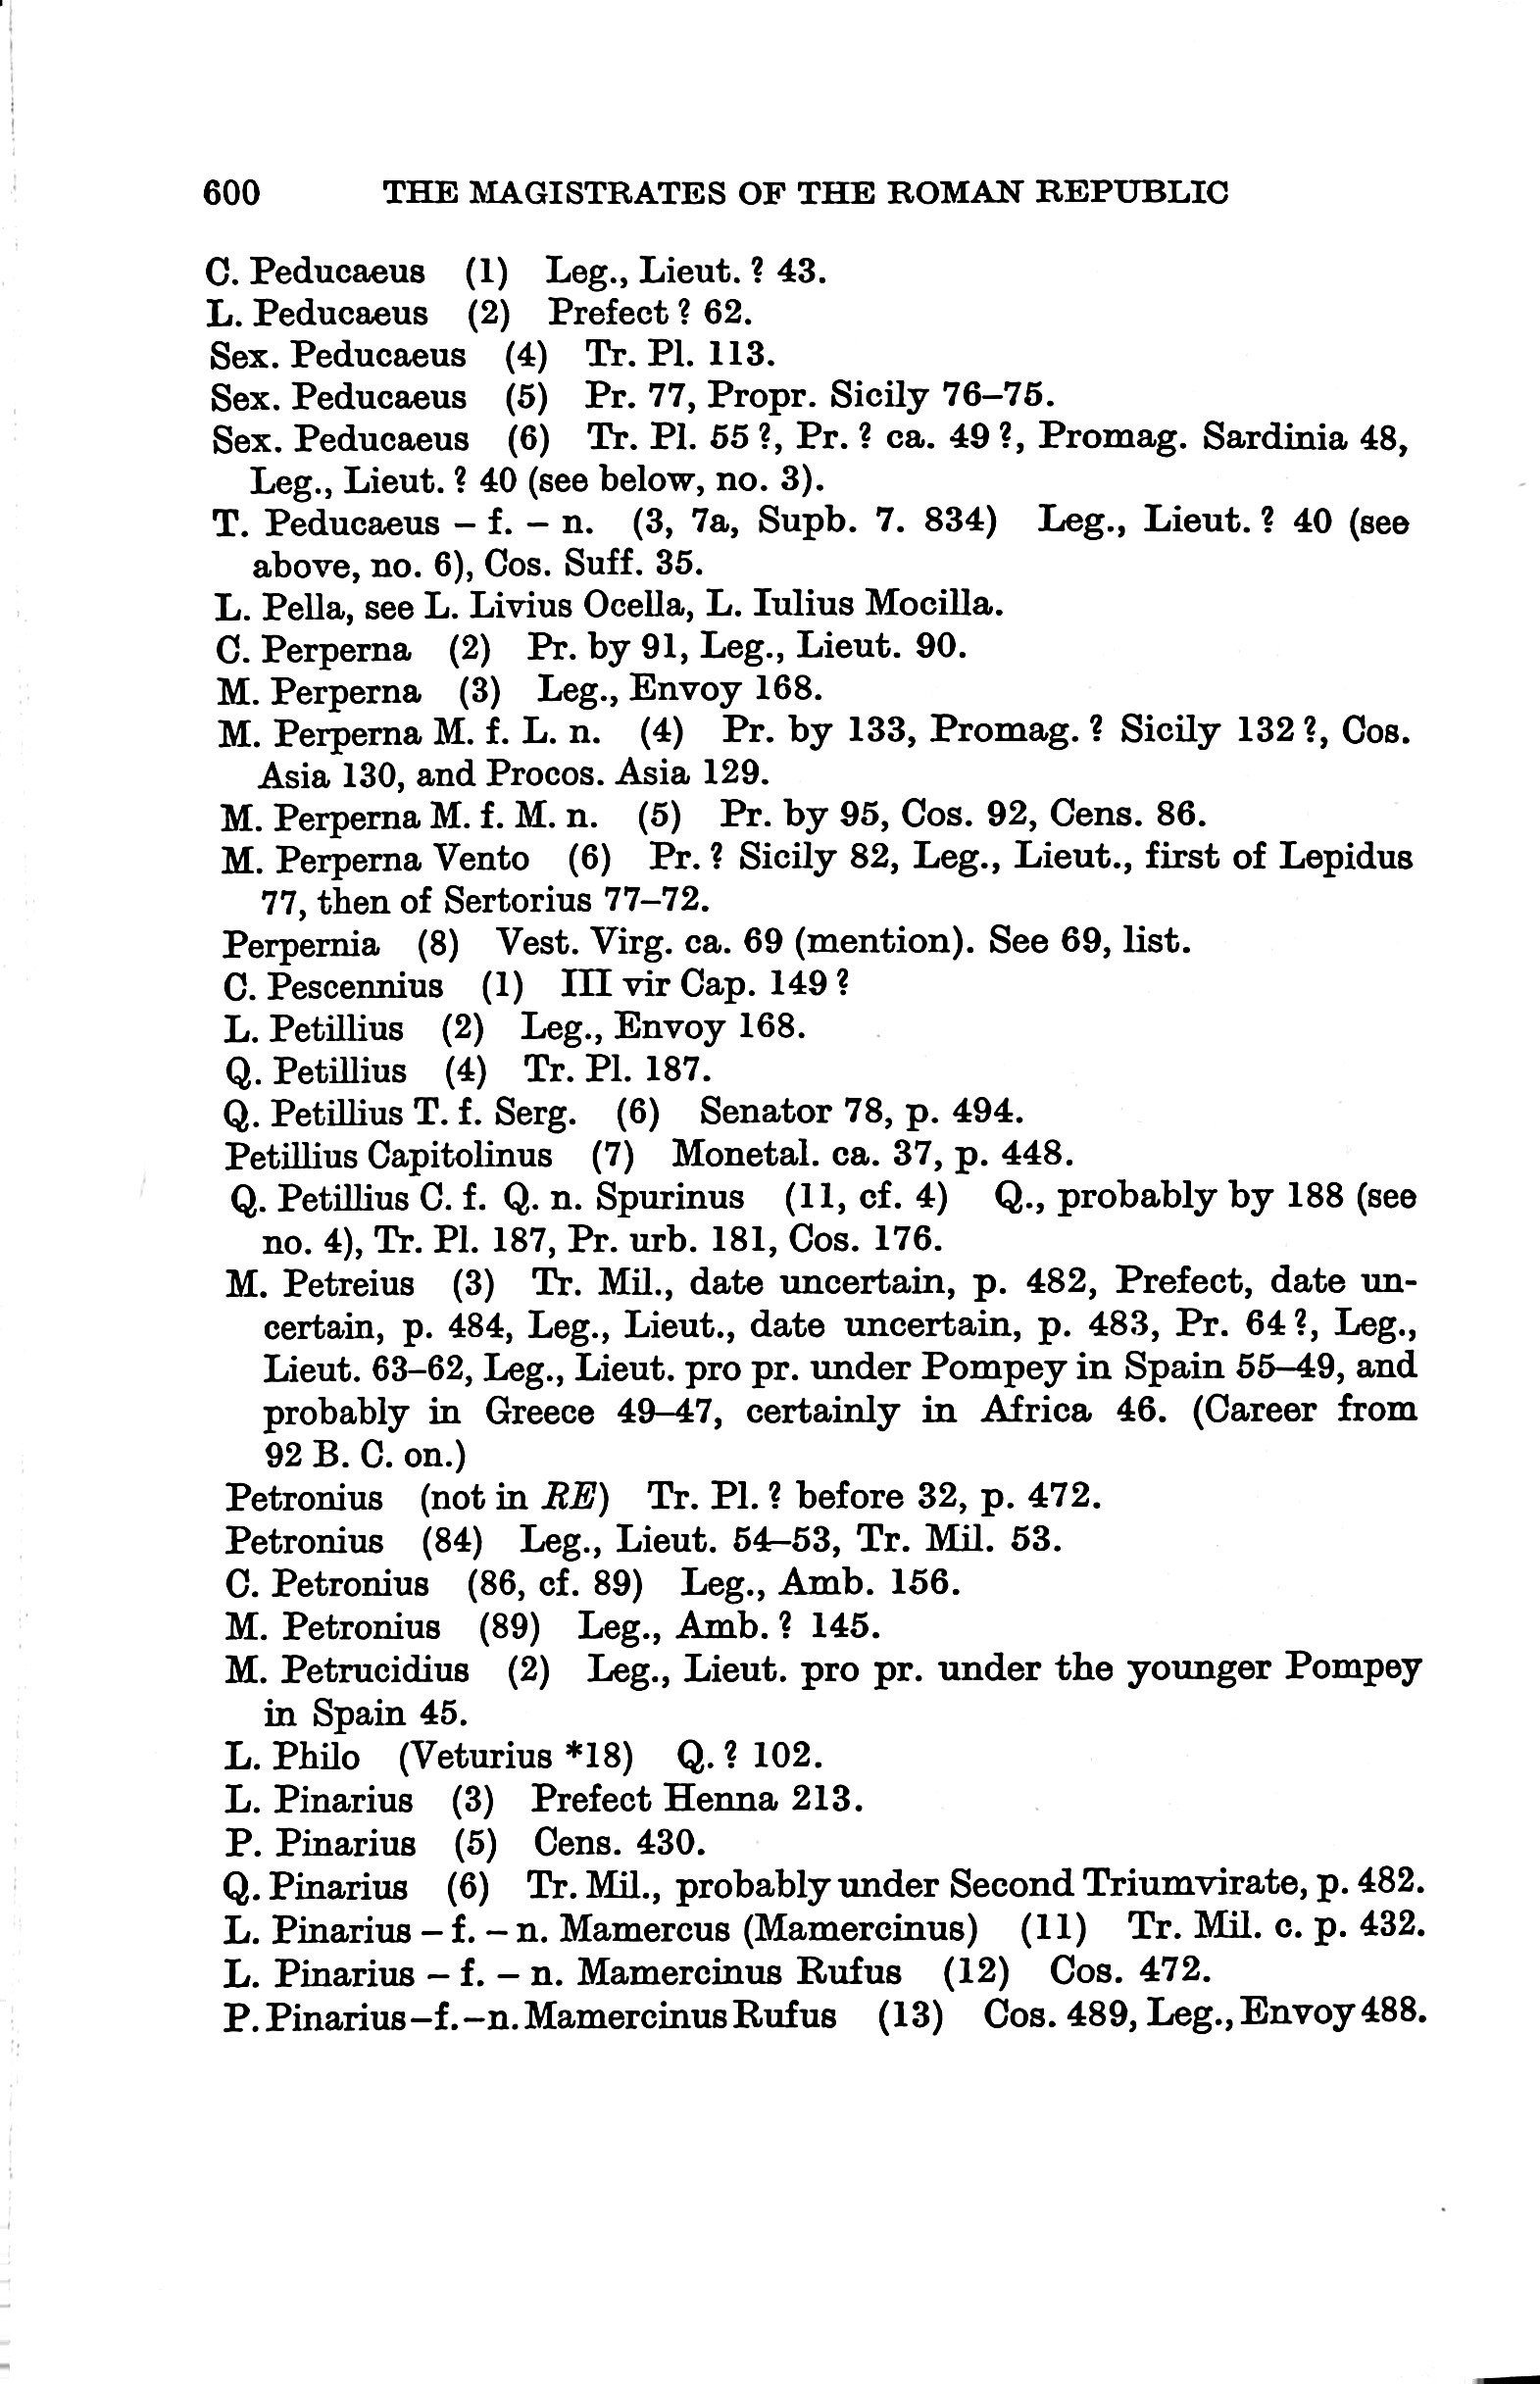 600 THE MAGISTRATES OF THE ROMAN REPUBLIC
C. Peducaeus (1) Leg., Lieut. ? 43.
L. Peducaeus (2) Prefect ? 62.
Sex. Peducaeus (4) Tr. Pl. 113.
Sex. Peducaeus (5) Pr. 77, Propr. Sicily 76–75.
Sex. Peducaeus (6) Tr. Pl. 55 ?, Pr. ? ca. 49 ?, Promag. Sardinia 48,
Leg., Lieut. ? 40 (see below, no. 3).
T. Peducaeus – f. – n. (3, 7a, Supb. 7. 834) Leg., Lieut. ? 40 (see
above, no. 6), Cos. Suff. 35.
L. Pella, see L. Livius Ocella, L. Iulius Mocilla.
C. Perperna (2) Pr. by 91, Leg., Lieut. 90.
M. Perperna (3) Leg., Envoy 168.
M. Perperna M. f. L. n. (4) Pr. by 133, Promag. ? Sicily 132 ?, Cos.
Asia 130, and Procos. Asia 129.
M. Perperna M. f. M. n. (5) Pr. by 95, Cos. 92, Cens. 86.
M. Perperna Vento (6) Pr. ? Sicily 82, Leg., Lieut., first of Lepidus
77, then of Sertorius 77–72.
Perpernia (8) Vest. Virg. ca. 69 (mention). See 69, list.
C. Pescennius (1) III vir Cap. 149 ?
L. Petillius (2) Leg., Envoy 168.
Q. Petillius (4) Tr. Pl. 187.
Q. Petillius T. f. Serg. (6) Senator 78, p. 494.
Petillius Capitolinus (7) Monetal. ca. 37, p. 448.
Q. Petillius C. f. Q. n. Spurinus (11, cf. 4) Q., probably by 188 (see
no. 4), Tr. Pl. 187, Pr. urb. 181, Cos. 176.
M. Petreius (3) Tr. Mil., date uncertain, p. 482, Prefect, date un-
certain, p. 484, Leg., Lieut., date uncertain, p. 483, Pr. 64 ?, Leg.,
Lieut. 63–62, Leg., Lieut. pro pr. under Pompey in Spain 55–49, and
probably in Greece 49–47, certainly in Africa 46. (Career from
92 B. C. on.)
Petronius (not in RE) Tr. Pl. ? before 32, p. 472.
Petronius (84) Leg., Lieut. 54–53, Tr. Mil. 53.
C. Petronius (86, cf. 89) Leg., Amb. 156.
M. Petronius (89) Leg., Amb. ? 145.
M. Petrucidius (2) Leg., Lieut. pro pr. under the younger Pompey
in Spain 45.
L. Philo (Veturius *18) Q. ? 102.
L. Pinarius (3) Prefect Henna 213.
P. Pinarius (5) Cens. 430.
Q. Pinarius (6) Tr. Mil., probably under Second Triumvirate, p. 482.
L. Pinarius – f. – n. Mamercus (Mamercinus) (11) Tr. Mil. c. p. 432.
L. Pinarius – f. – n. Mamercinus Rufus (12) Cos. 472.
P. Pinarius – f. – n. Mamercinus Rufus (13) Cos. 489, Leg., Envoy 488.